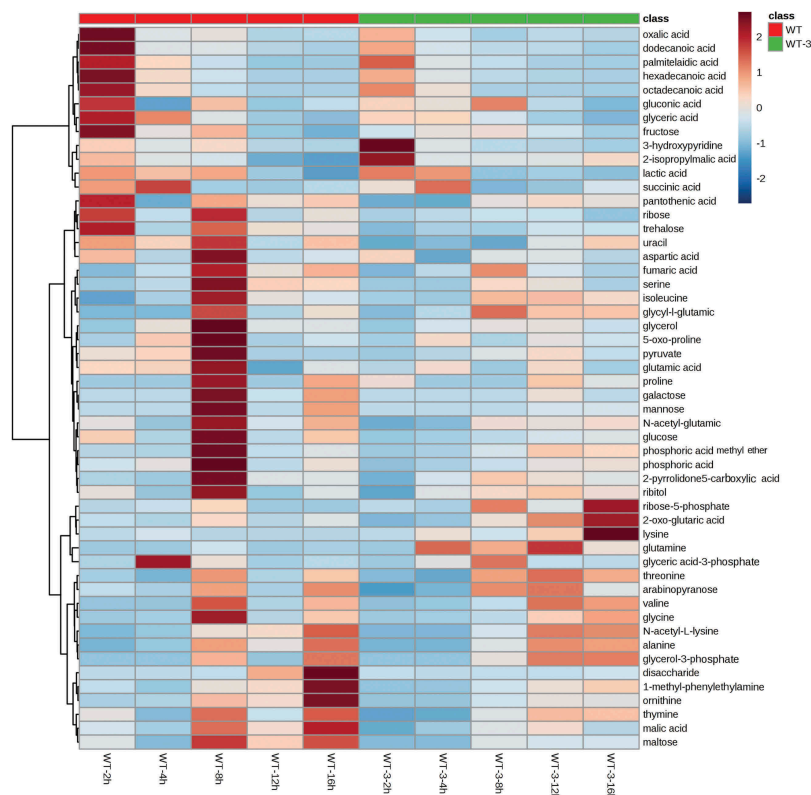 class
class
WT
WT-3
2
1
0
-1
-2
oxalic acid
dodecanoic acid
palmitelaidic acid
hexadecanoic acid
octadecanoic acid
gluconic acid
glyceric acid
fructose
3-hydroxypyridine
2-isopropylmalic acid
lactic acid
succinic acid
pantothenic acid
ribose
trehalose
uracil
aspartic acid
fumaric acid
serine
isoleucine
glycyl-l-glutamic
glycerol
5-oxo-proline
pyruvate
glutamic acid
proline
galactose
mannose
N-acetyl-glutamic
glucose
phosphoric acid methyl ether
phosphoric acid
2-pyrrolidone5-carboxylic acid
ribitol
ribose-5-phosphate
2-oxo-glutaric acid
lysine
glutamine
glyceric acid-3-phosphate
threonine
arabinopyranose
valine
glycine
N-acetyl-L-lysine
alanine
glycerol-3-phosphate
disaccharide
1-methyl-phenylethylamine
ornithine
thymine
malic acid
maltose
WT-2h
WT-4h
WT-8h
WT-12h
WT-16h
WT-3-2h
WT-3-4h
WT-3-8h
WT-3-12l
WT-3-16l